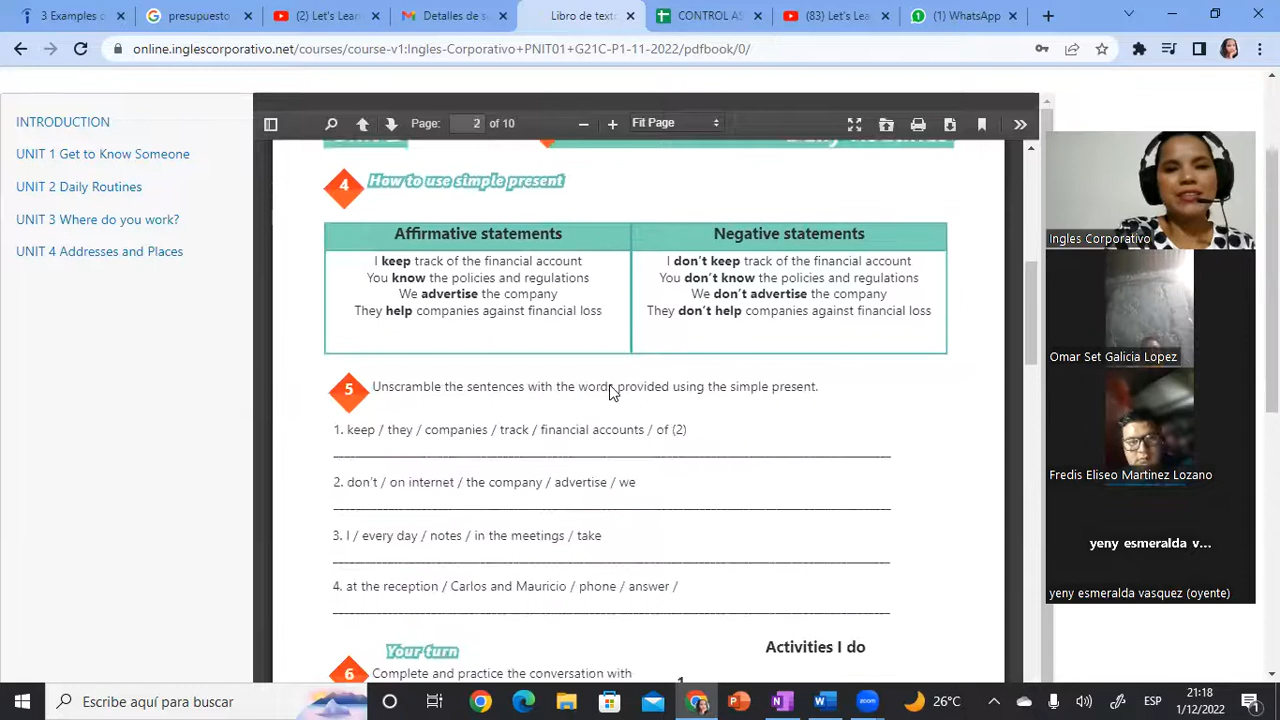 3 Examples c
presupuesto
(2) Let's Lear
Detalles de s
Libro de text
CONTROL AS
(83) Let's Lea
(1) WhatsApp
online.inglescorporativo.net/courses/course-v1:Ingles-Corporativo+PNIT01+G21C-P1-11-2022/pdfbook/0/
Page: 2 of 10
Fit Page
INTRODUCTION
UNIT 1 Get to Know Someone
UNIT 2 Daily Routines
UNIT 3 Where do you work?
UNIT 4 Addresses and Places
4 How to use simple present
Affirmative statements
I keep track of the financial account
You know the policies and regulations
We advertise the company
They help companies against financial loss
Negative statements
I don't keep track of the financial account
You don't know the policies and regulations
We don't advertise the company
They don't help companies against financial loss
5 Unscramble the sentences with the words provided using the simple present.
1. keep / they / companies / track / financial accounts / of (2)
2. don't / on internet / the company / advertise / we
3. I / every day / notes / in the meetings / take
4. at the reception / Carlos and Mauricio / phone / answer /
Your turn
6 Complete and practice the conversation with
Activities I do
1
Ingles Corporativo
Omar Set Galicia Lopez
Fredis Eliseo Martinez Lozano
yeny esmeralda v...
yeny esmeralda vasquez (oyente)
Escribe aquí para buscar
26°C
ESP
21:18
1/12/2022